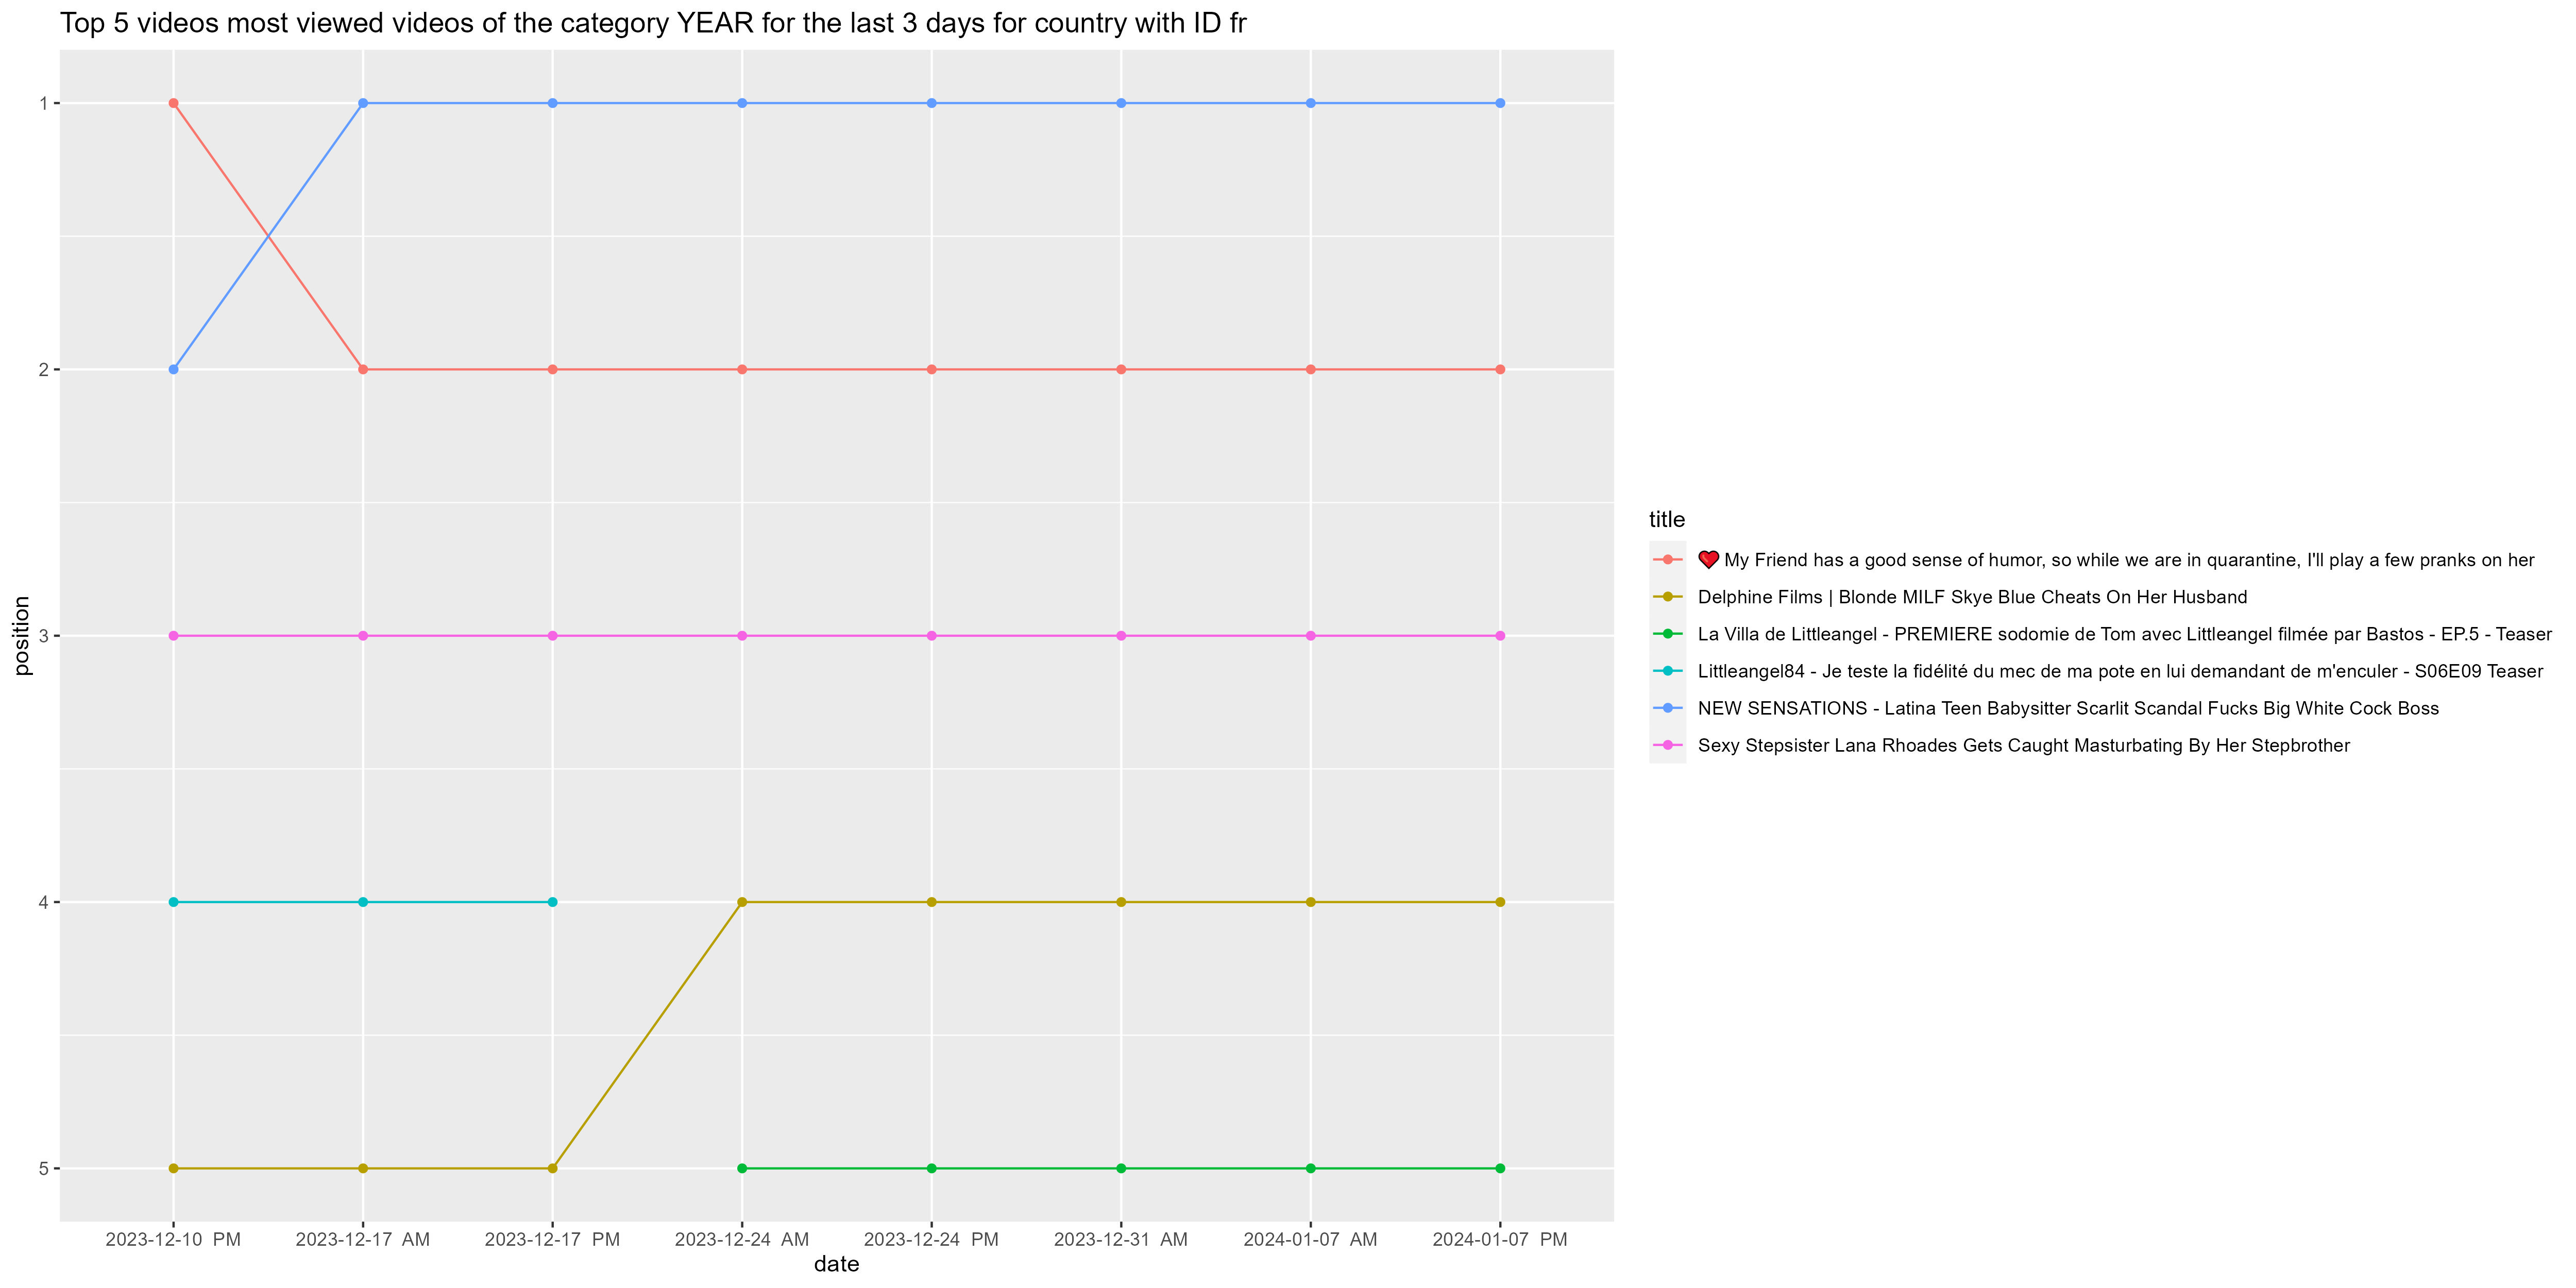 Top 5 videos most viewed videos of the category YEAR for the last 3 days for country with ID fr
1
2
3
4
5
position
2023-12-10 PM
2023-12-17 AM
2023-12-17 PM
2023-12-24 AM
2023-12-24 PM
2023-12-31 AM
2024-01-07 AM
2024-01-07 PM
date
title
❤️ My Friend has a good sense of humor, so while we are in quarantine, I'll play a few pranks on her
Delphine Films | Blonde MILF Skye Blue Cheats On Her Husband
La Villa de Littleangel - PREMIERE sodomie de Tom avec Littleangel filmée par Bastos - EP.5 - Teaser
Littleangel84 - Je teste la fidélité du mec de ma pote en lui demandant de m'enculer - S06E09 Teaser
NEW SENSATIONS - Latina Teen Babysitter Scarlit Scandal Fucks Big White Cock Boss
Sexy Stepsister Lana Rhoades Gets Caught Masturbating By Her Stepbrother